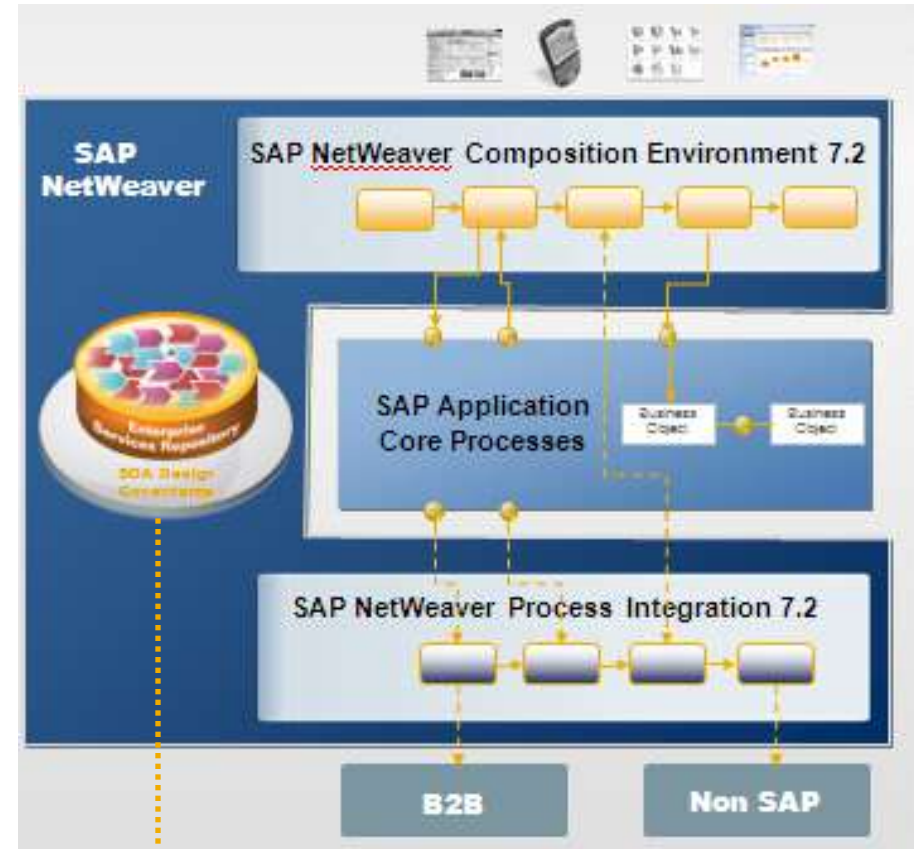 SAP
NetWeaver
SAP NetWeaver Composition Environment 7.2
SAP Application
Core Processes
Business
Object
Business
Object
Enterprise
Services Repository
SOA Design
Governance
SAP NetWeaver Process Integration 7.2
B2B
Non SAP